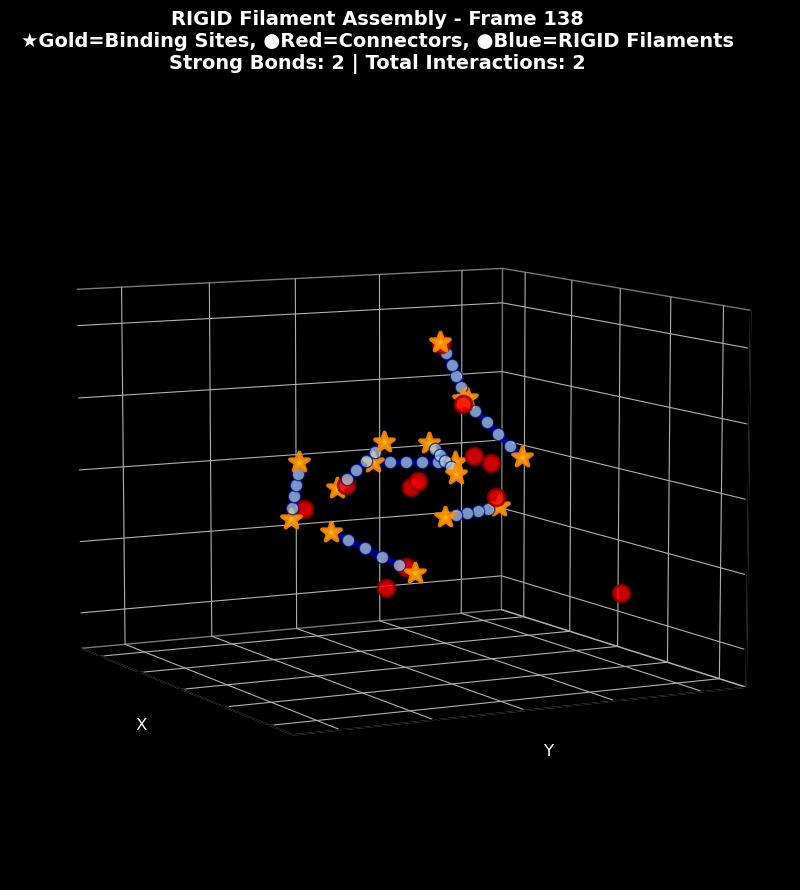 RIGID Filament Assembly - Frame 138
★Gold=Binding Sites, ●Red=Connectors, ●Blue=RIGID Filaments
Strong Bonds: 2 | Total Interactions: 2
X
Y